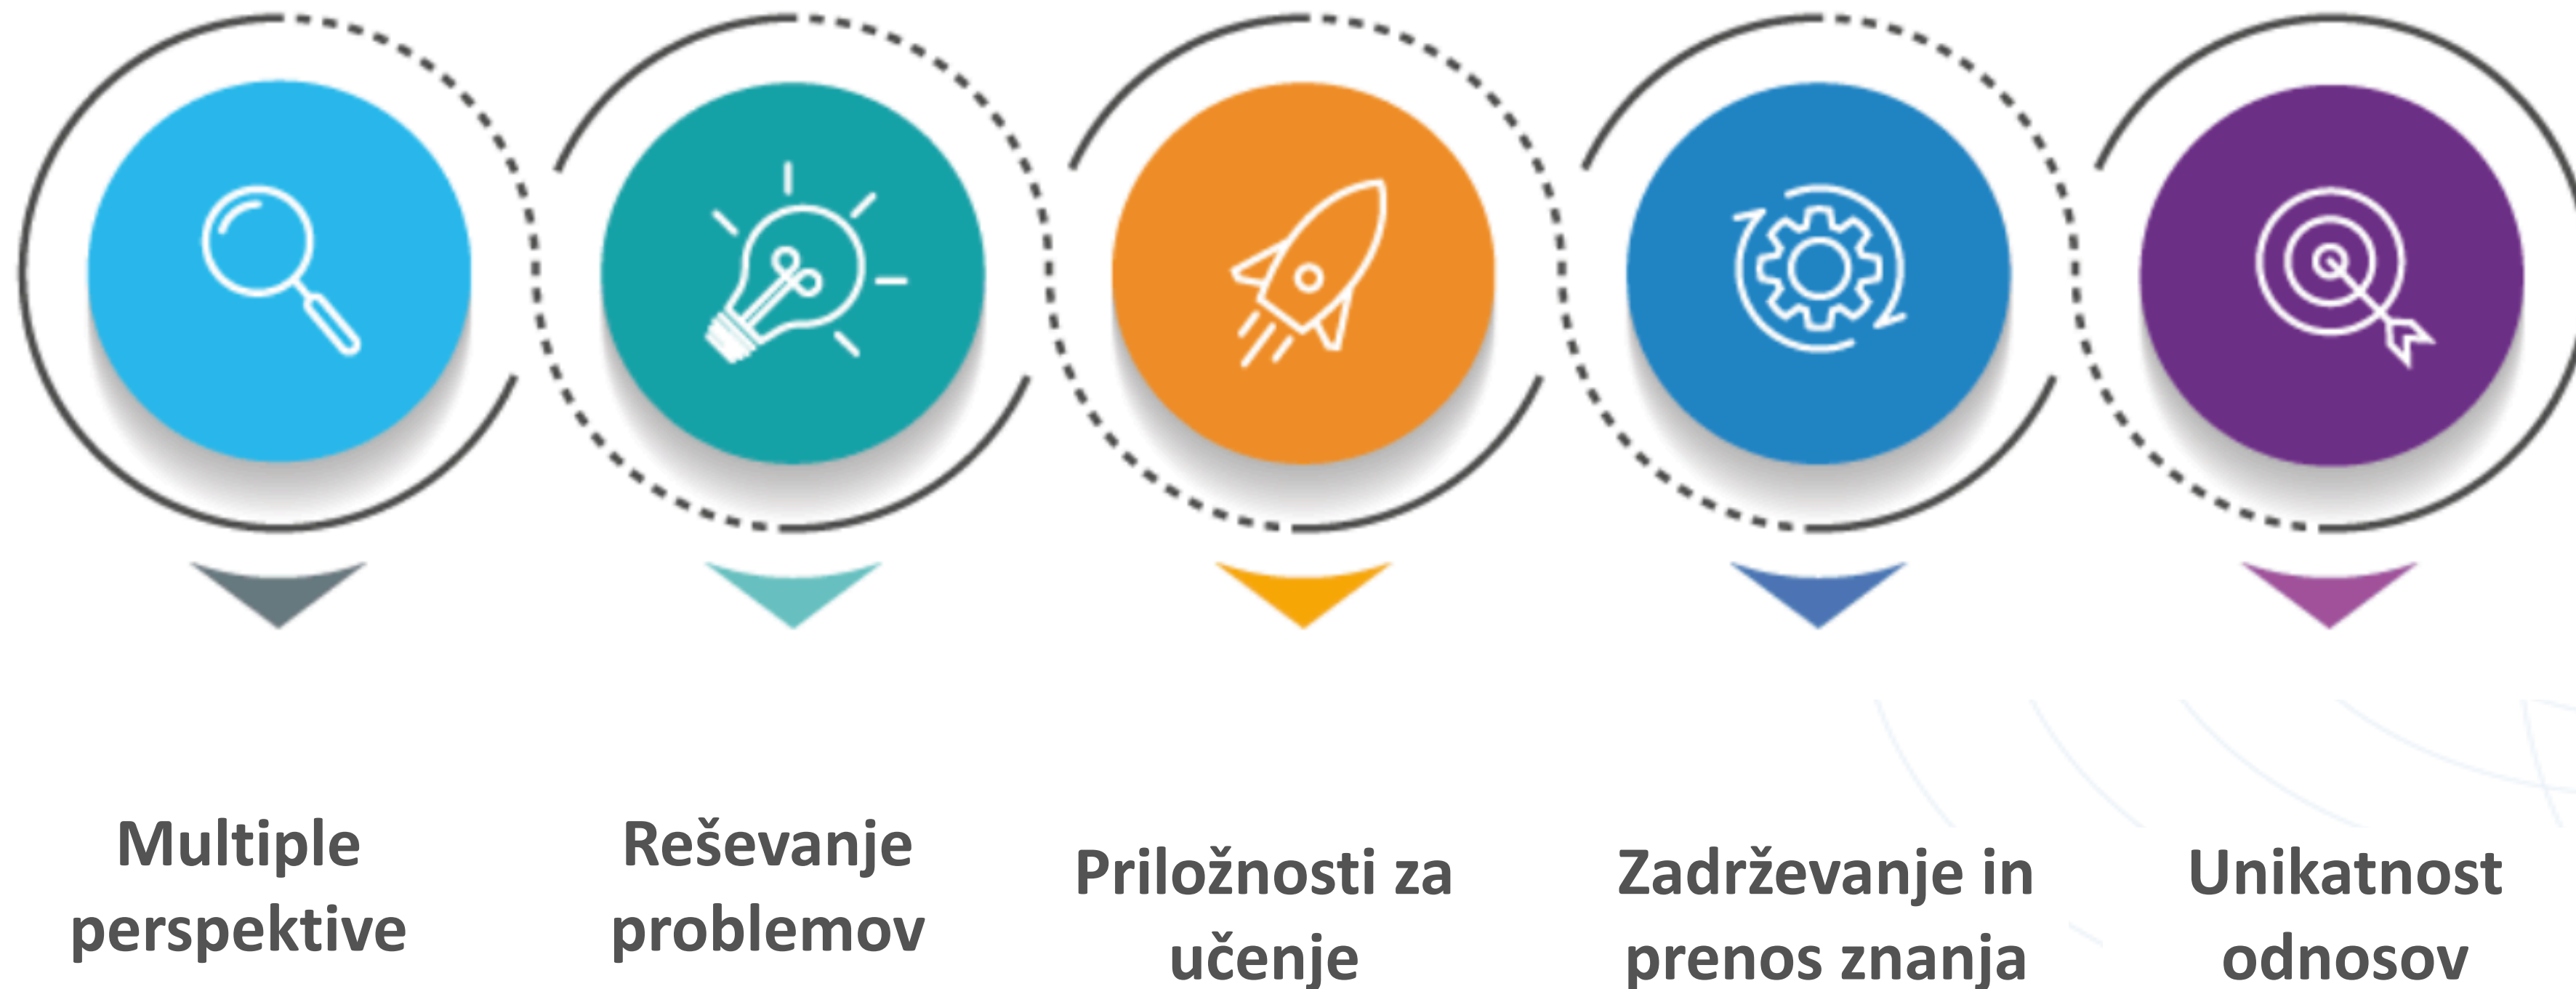 Multiple
perspektive
Reševanje
problemov
Priložnosti za
učenje
Zadrževanje in
prenos znanja
Unikatnost
odnosov